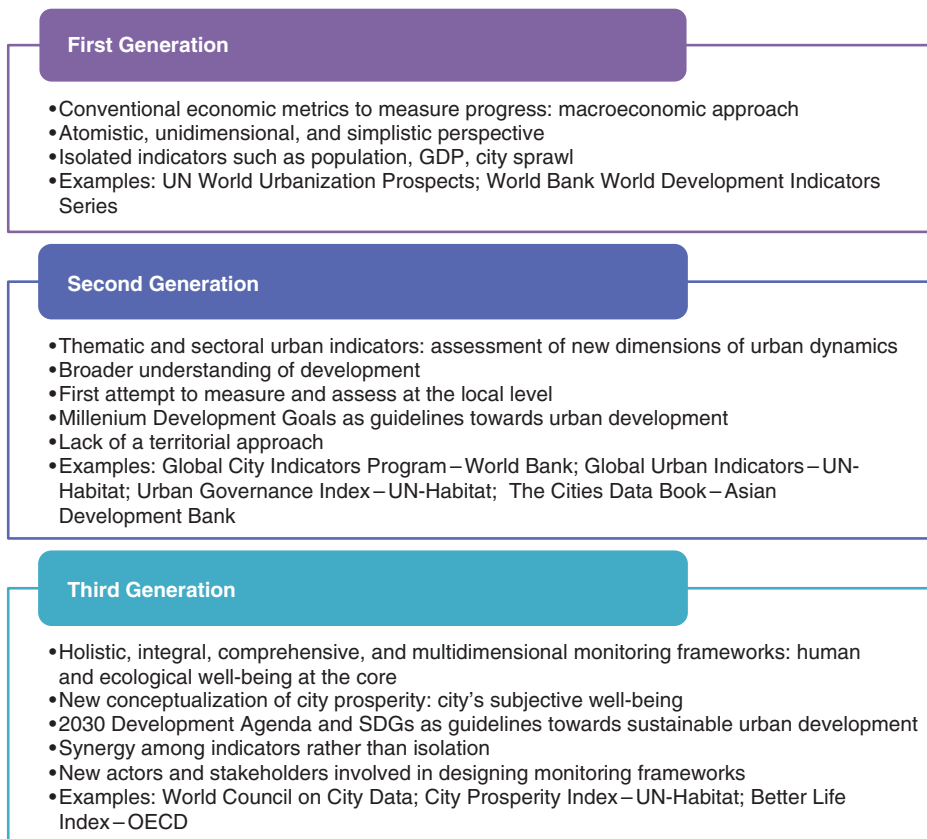 First Generation
•Conventional economic metrics to measure progress: macroeconomic approach
•Atomistic, unidimensional, and simplistic perspective
•Isolated indicators such as population, GDP, city sprawl
•Examples: UN World Urbanization Prospects; World Bank World Development Indicators
Series
Second Generation
•Thematic and sectoral urban indicators: assessment of new dimensions of urban dynamics
•Broader understanding of development
•First attempt to measure and assess at the local level
•Millenium Development Goals as guidelines towards urban development
•Lack of a territorial approach
•Examples: Global City Indicators Program – World Bank; Global Urban Indicators – UN-
Habitat; Urban Governance Index – UN-Habitat; The Cities Data Book – Asian
Development Bank
Third Generation
•Holistic, integral, comprehensive, and multidimensional monitoring frameworks: human
and ecological well-being at the core
•New conceptualization of city prosperity: city's subjective well-being
•2030 Development Agenda and SDGs as guidelines towards sustainable urban development
•Synergy among indicators rather than isolation
•New actors and stakeholders involved in designing monitoring frameworks
•Examples: World Council on City Data; City Prosperity Index – UN-Habitat; Better Life
Index – OECD